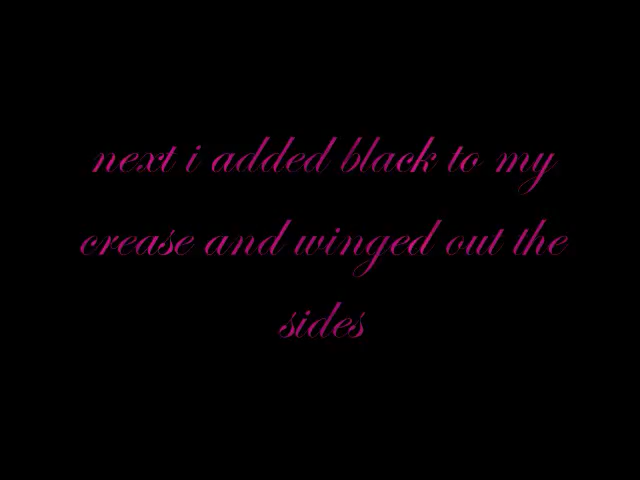 next i added black to my
crease and winged out the
sides